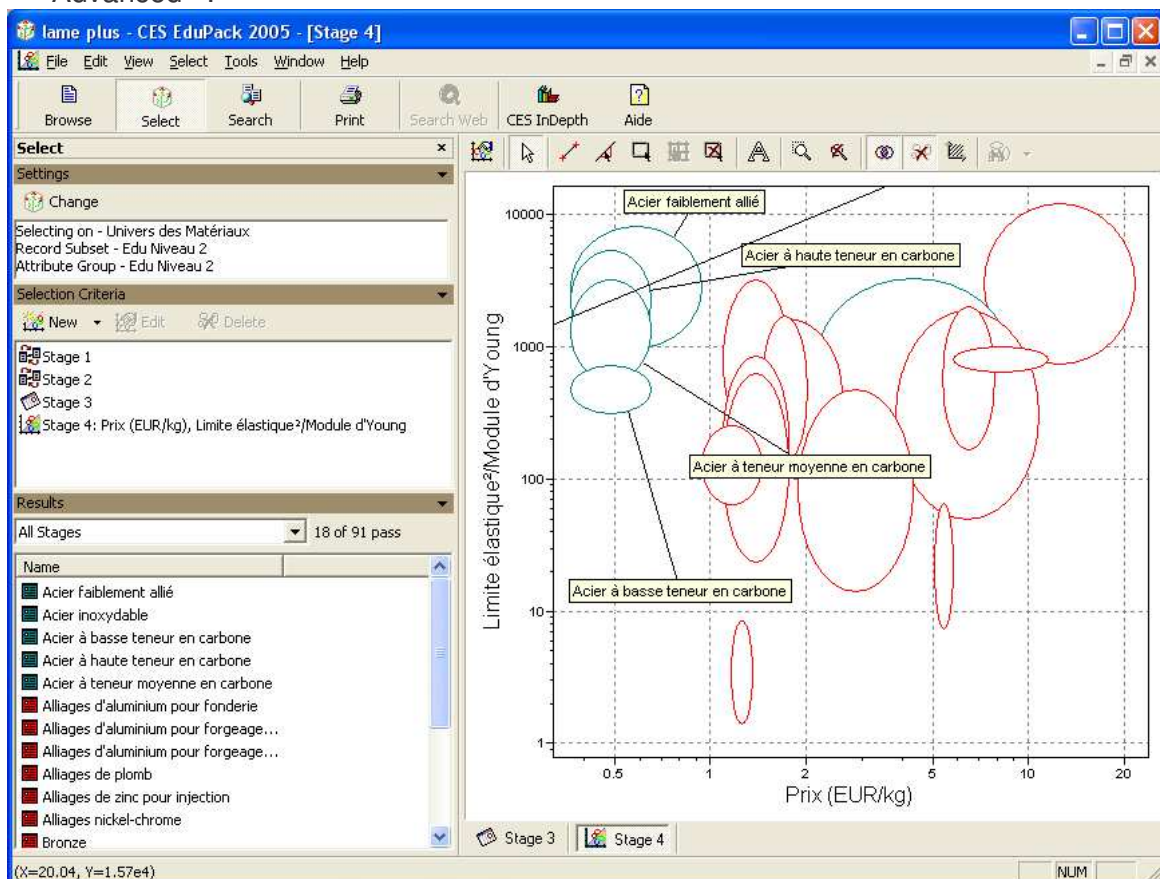 Advanced".
lame plus - CES EduPack 2005 - [Stage 4]
File Edit View Select Tools Window Help
Browse Select Search Print Search Web CES InDepth Aide
Select
Settings
Change
Selecting on - Univers des Matériaux
Record Subset - Edu Niveau 2
Attribute Group - Edu Niveau 2
Selection Criteria
New Edit Delete
Stage 1
Stage 2
Stage 3
Stage 4: Prix (EUR/kg), Limite élastique²/Module d'Young
Results
All Stages 18 of 91 pass
Name
Acier faiblement allié
Acier inoxydable
Acier à basse teneur en carbone
Acier à haute teneur en carbone
Acier à teneur moyenne en carbone
Alliages d'aluminium pour fonderie
Alliages d'aluminium pour forgeage...
Alliages d'aluminium pour forgeage...
Alliages de plomb
Alliages de zinc pour injection
Alliages nickel-chrome
Bronze
Limite élastique²/Module d'Young
10000
1000
100
10
1
Acier faiblement allié
Acier à haute teneur en carbone
Acier à teneur moyenne en carbone
Acier à basse teneur en carbone
0.5 1 2 5 10 20
Prix (EUR/kg)
Stage 3 Stage 4
(X=20.04, Y=1.57e4) NUM